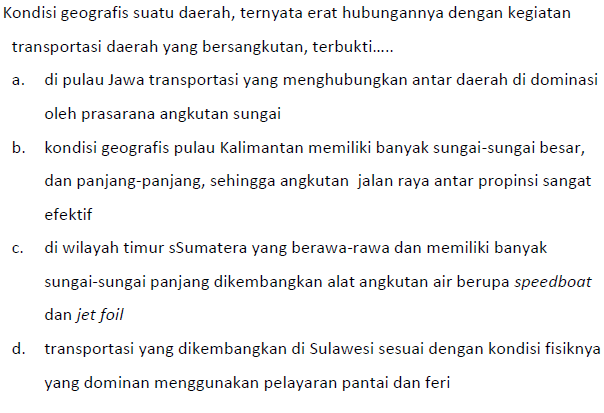 Kondisi geografis suatu daerah, ternyata erat hubungannya dengan kegiatan
transportasi daerah yang bersangkutan, terbukti.....
a. di pulau Jawa transportasi yang menghubungkan antar daerah di dominasi
oleh prasarana angkutan sungai
b. kondisi geografis pulau Kalimantan memiliki banyak sungai-sungai besar,
dan panjang-panjang, sehingga angkutan jalan raya antar propinsi sangat
efektif
c. di wilayah timur sSumatera yang berawa-rawa dan memiliki banyak
sungai-sungai panjang dikembangkan alat angkutan air berupa speedboat
dan jet foil
d. transportasi yang dikembangkan di Sulawesi sesuai dengan kondisi fisiknya
yang dominan menggunakan pelayaran pantai dan feri